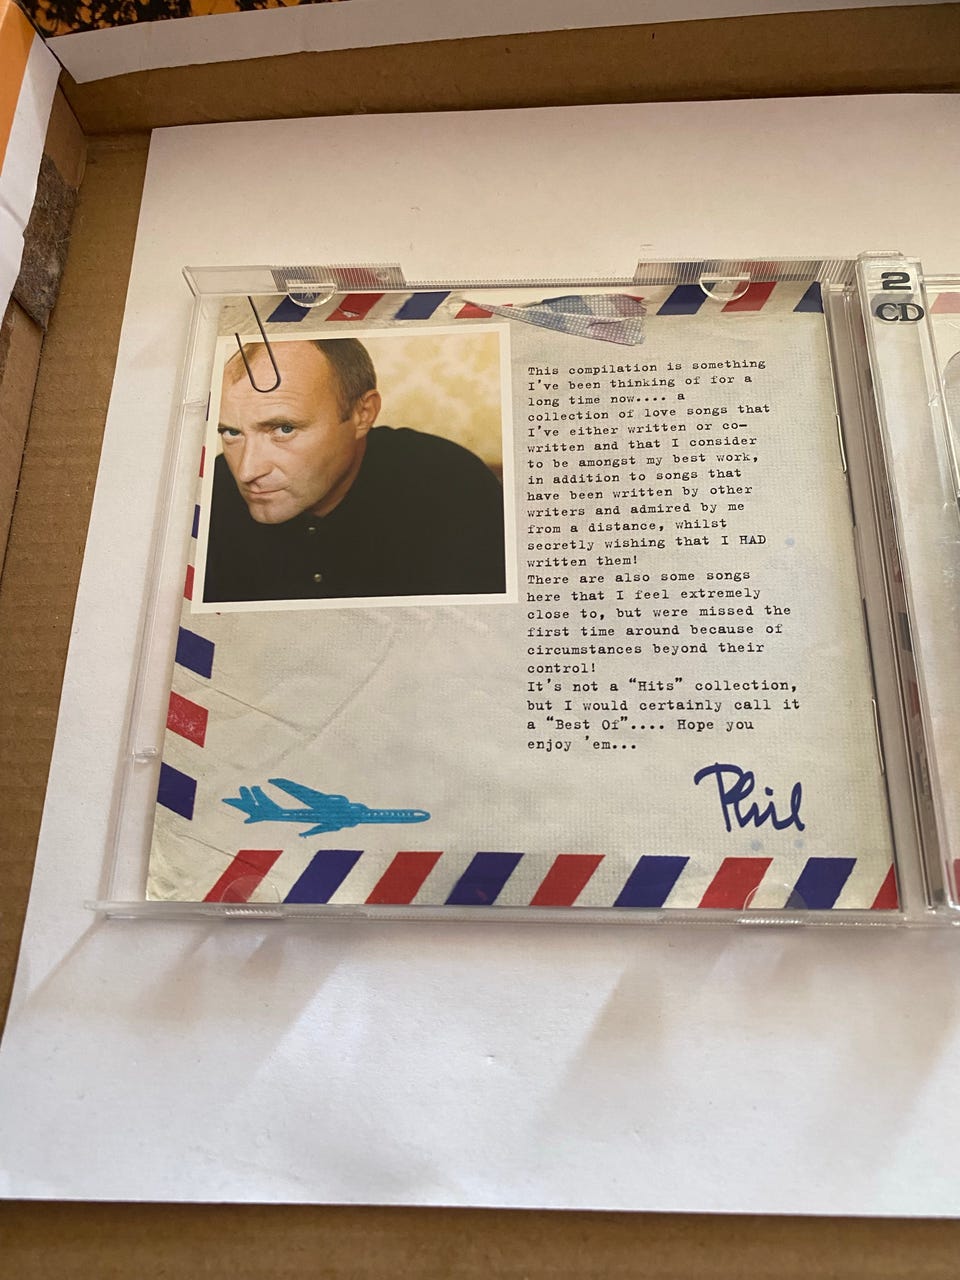 2
CD
This compilation is something
I've been thinking of for a
long time now.... a
collection of love songs that
I've either written or co-
written and that I consider
to be amongst my best work,
in addition to songs that
have been written by other
writers and admired by me
from a distance, whilst
secretly wishing that I HAD
written them!
There are also some songs
here that I feel extremely
close to, but were missed the
first time around because of
circumstances beyond their
control!
It's not a "Hits" collection,
but I would certainly call it
a "Best Of".... Hope you
enjoy 'em...
Phil